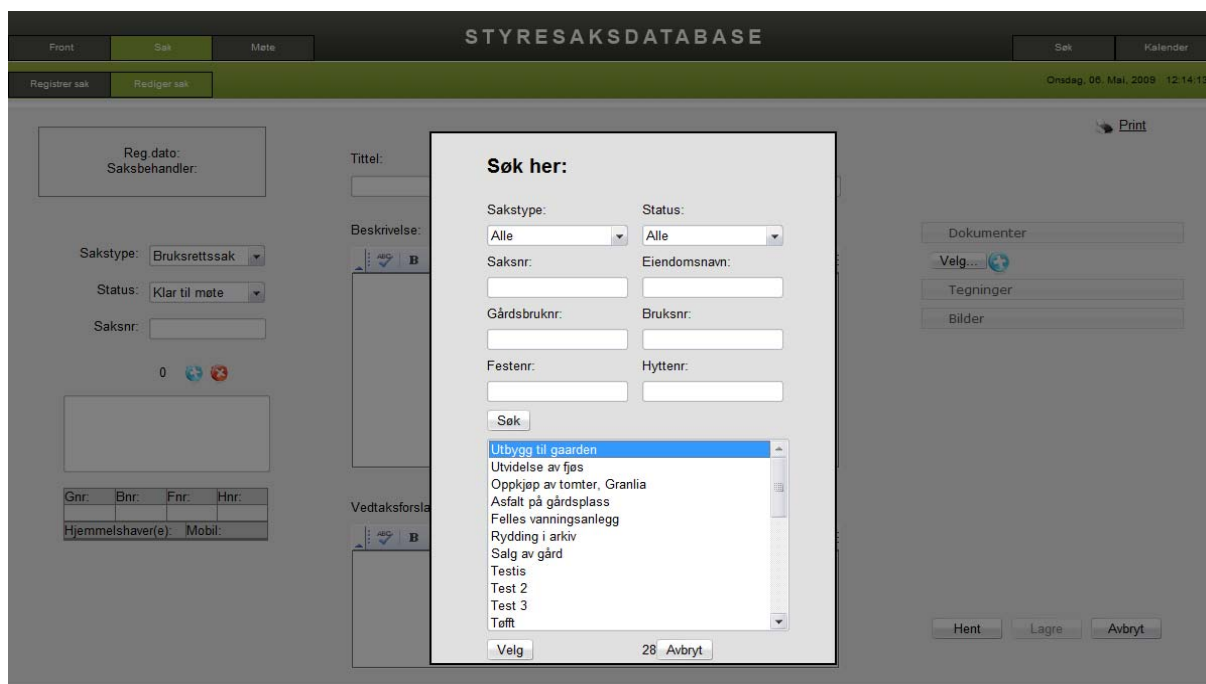 STYRESAKSDATABASE
Front Sak Møte Søk Kalender
Registrer sak Rediger sak Onsdag, 06. Mai, 2009 12:14:13
Print
Reg.dato:
Saksbehandler:
Sakstype: Bruksrettssak
Status: Klar til møte
Saksnr:
0
Gnr: Bnr: Fnr: Hnr:
Hjemmelshaver(e): Mobil:
Tittel:
Beskrivelse:
ABC B
Vedtaksforsla
ABC B
Søk her:
Sakstype: Status:
Alle Alle
Saksnr: Eiendomsnavn:
Gårdsbruknr: Bruksnr:
Festenr: Hyttenr:
Søk
Utbygg til gaarden
Utvidelse av fjøs
Oppkjøp av tomter, Granlia
Asfalt på gårdsplass
Felles vanningsanlegg
Rydding i arkiv
Salg av gård
Testis
Test 2
Test 3
Tøfft
Velg 28 Avbryt
Dokumenter
Velg...
Tegninger
Bilder
Hent Lagre Avbryt